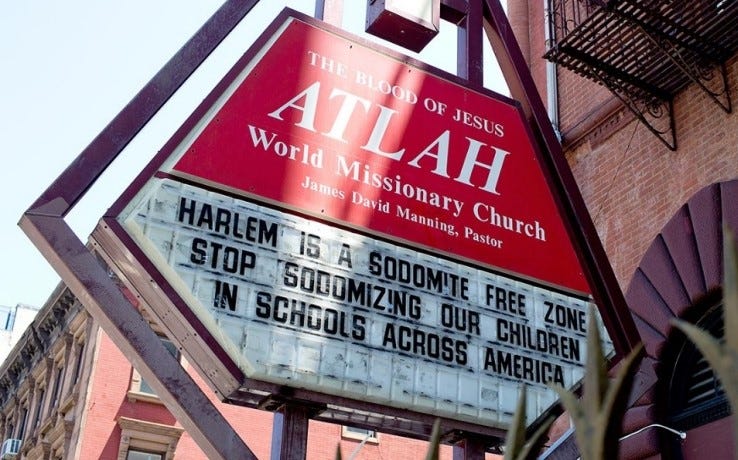 THE BLOOD OF JESUS
ATLAH
World Missionary Church
James David Manning, Pastor
HARLEM IS A SODOMITE FREE ZONE
STOP SODOMIZING OUR CHILDREN
IN SCHOOLS ACROSS AMERICA